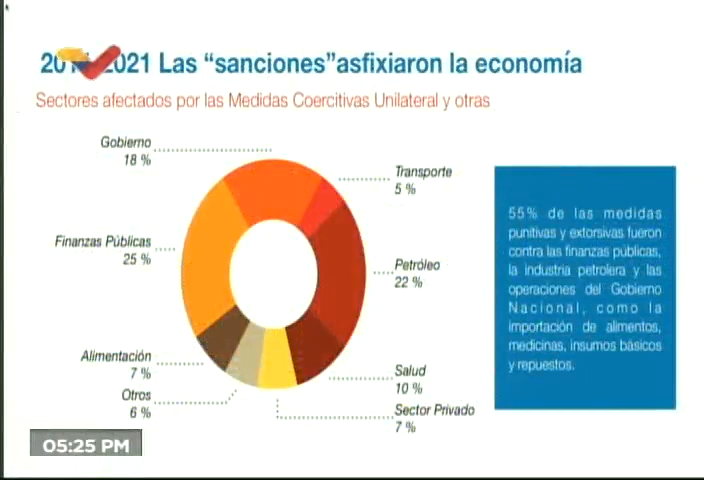 021 Las “sanciones”asfixiaron la economía
Sectores afectados por las Medidas Coercitivas Unilateral y otras
Gobierno
18 %
Transporte
5 %
Finanzas Públicas
25 %
Petróleo
22 %
Alimentación
7 %
Otros
6 %
Salud
10 %
Sector Privado
7 %
55% de las medidas
punitivas y extorsivas fueron
contra las finanzas públicas,
la industria petrolera y las
operaciones del Gobierno
Nacional, como la
importación de alimentos,
medicinas, insumos básicos
y repuestos.
05:25 PM